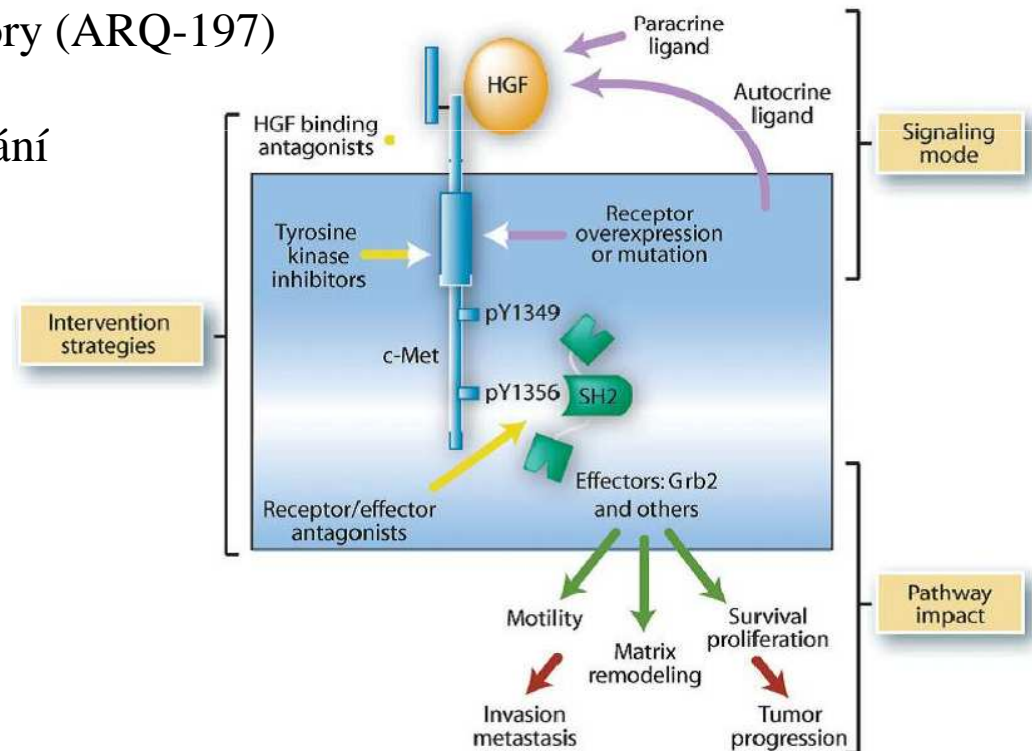 ory (ARQ-197)
ání
Paracrine
ligand
HGF
Autocrine
ligand
HGF binding
antagonists
Signaling
mode
Tyrosine
kinase
inhibitors
Receptor
overexpression
or mutation
Intervention
strategies
pY1349
c-Met
pY1356
SH2
Effectors: Grb2
and others
Receptor/effector
antagonists
Pathway
impact
Motility
Matrix
remodeling
Survival
proliferation
Invasion
metastasis
Tumor
progression